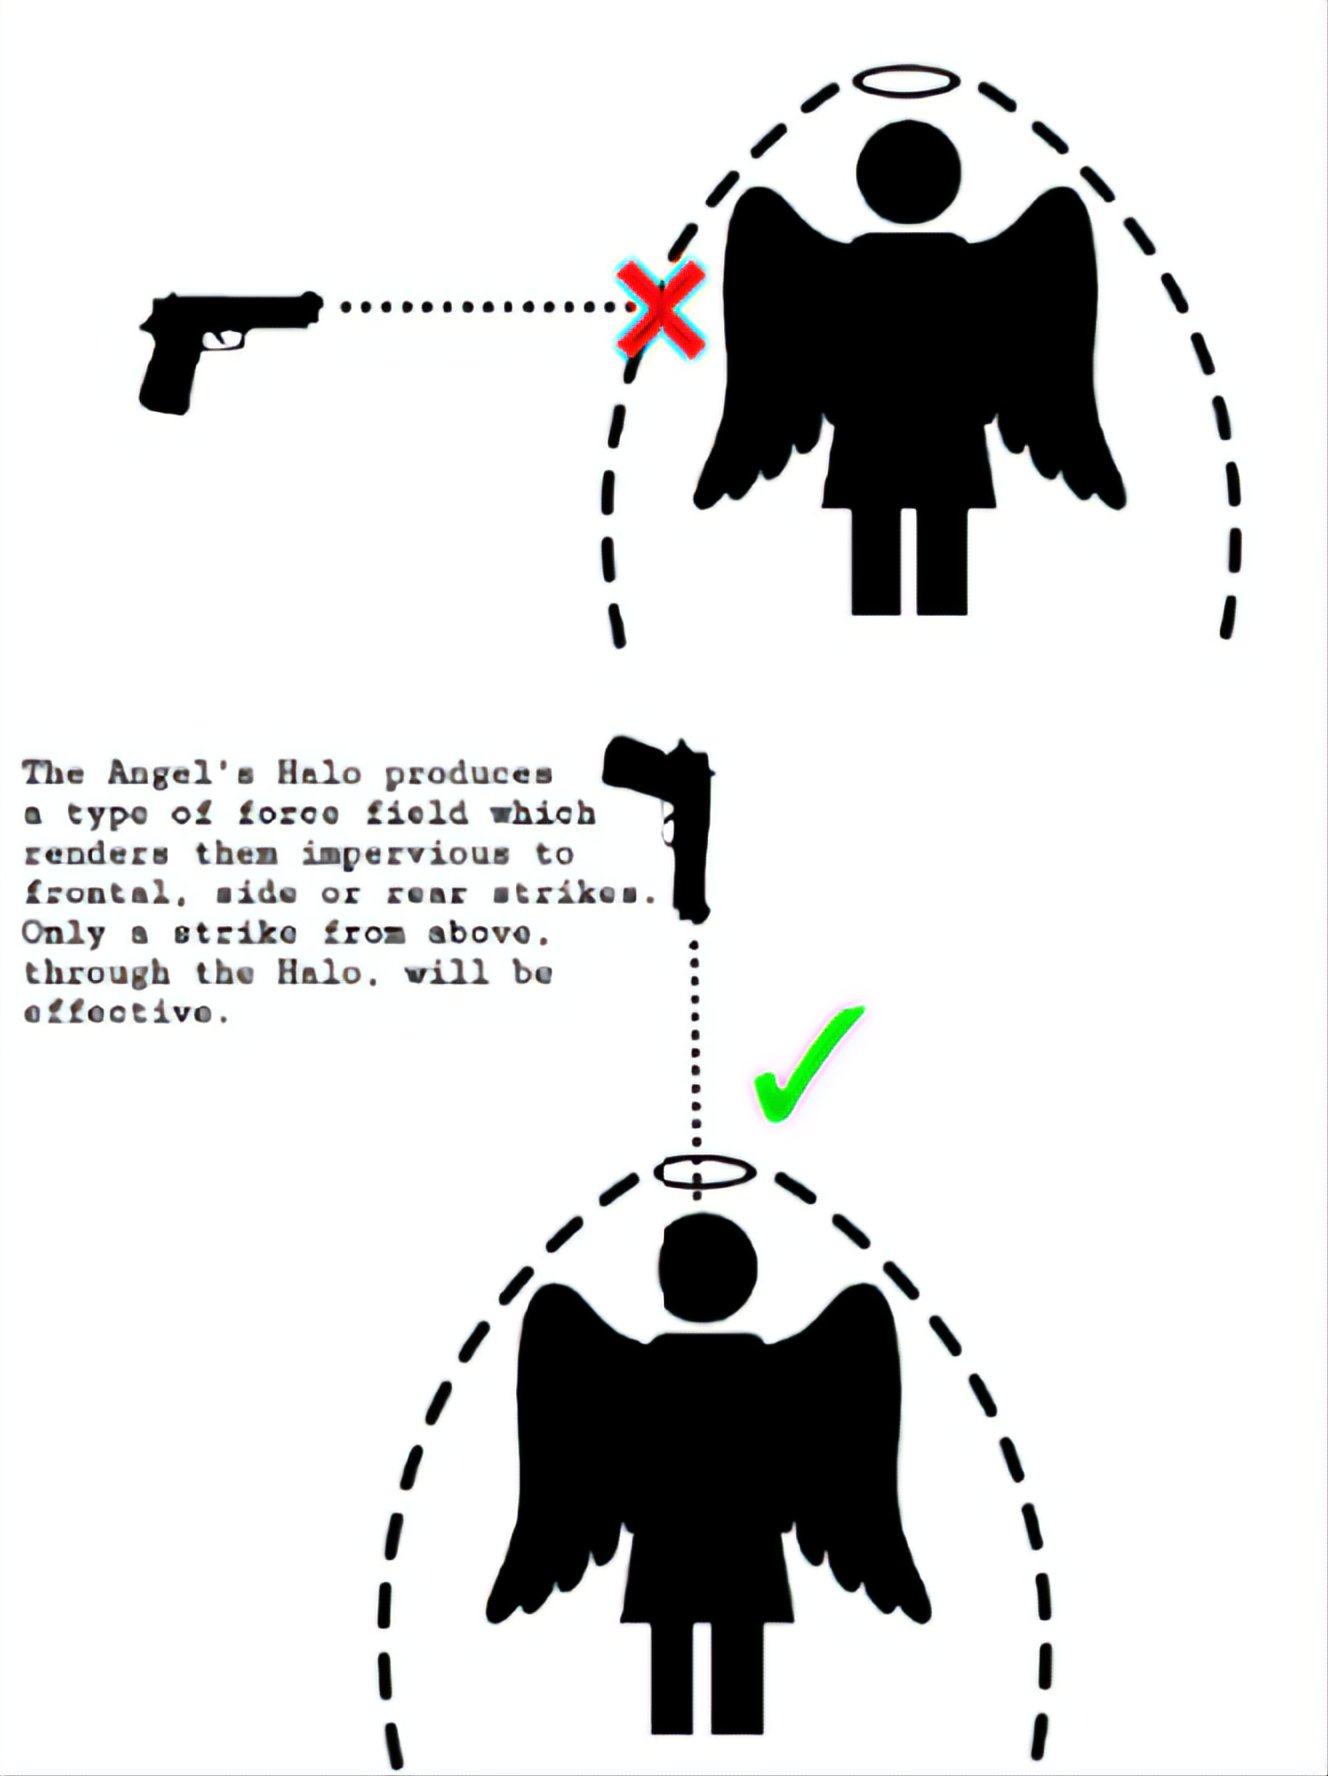 The Angel's Halo produces
a type of force field which
renders them impervious to
frontal, side or rear strikes.
Only a strike from above,
through the Halo, will be
effective.